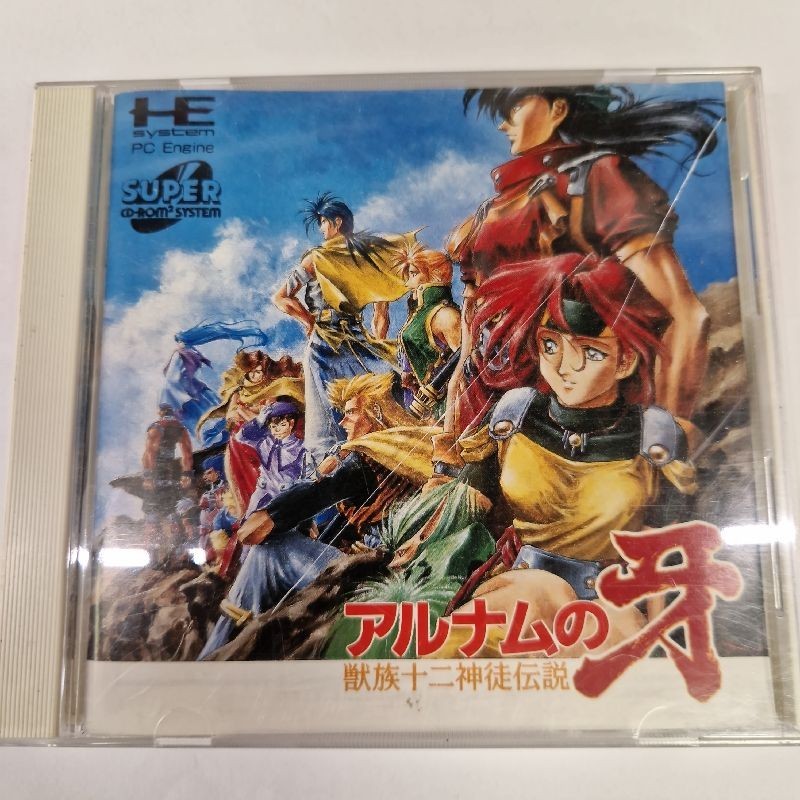 HE
system
PC Engine
SUPER
CD-ROM² SYSTEM
アルナムの牙
獣族十二神徒伝説